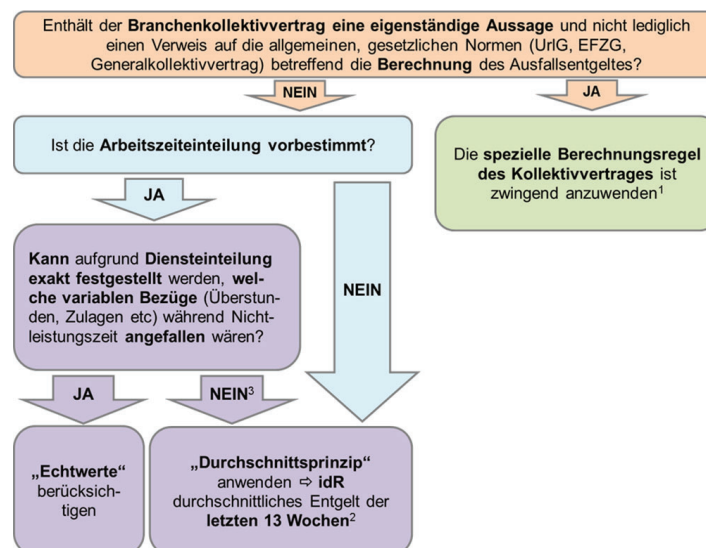 Enthält der Branchenkollektivvertrag eine eigenständige Aussage und nicht lediglich
einen Verweis auf die allgemeinen, gesetzlichen Normen (UrlG, EFZG,
Generalkollektivvertrag) betreffend die Berechnung des Ausfallsentgeltes?
NEIN
JA
Ist die Arbeitszeiteinteilung vorbestimmt?
Die spezielle Berechnungsregel
des Kollektivvertrages ist
zwingend anzuwenden¹
JA
NEIN
Kann aufgrund Diensteinteilung
exakt festgestellt werden, wel-
che variablen Bezüge (Überstun-
den, Zulagen etc) während Nicht-
leistungszeit angefallen wären?
JA
NEIN³
„Echtwerte“
berücksich-
tigen
„Durchschnittsprinzip“
anwenden ⇨ idR
durchschnittliches Entgelt der
letzten 13 Wochen²